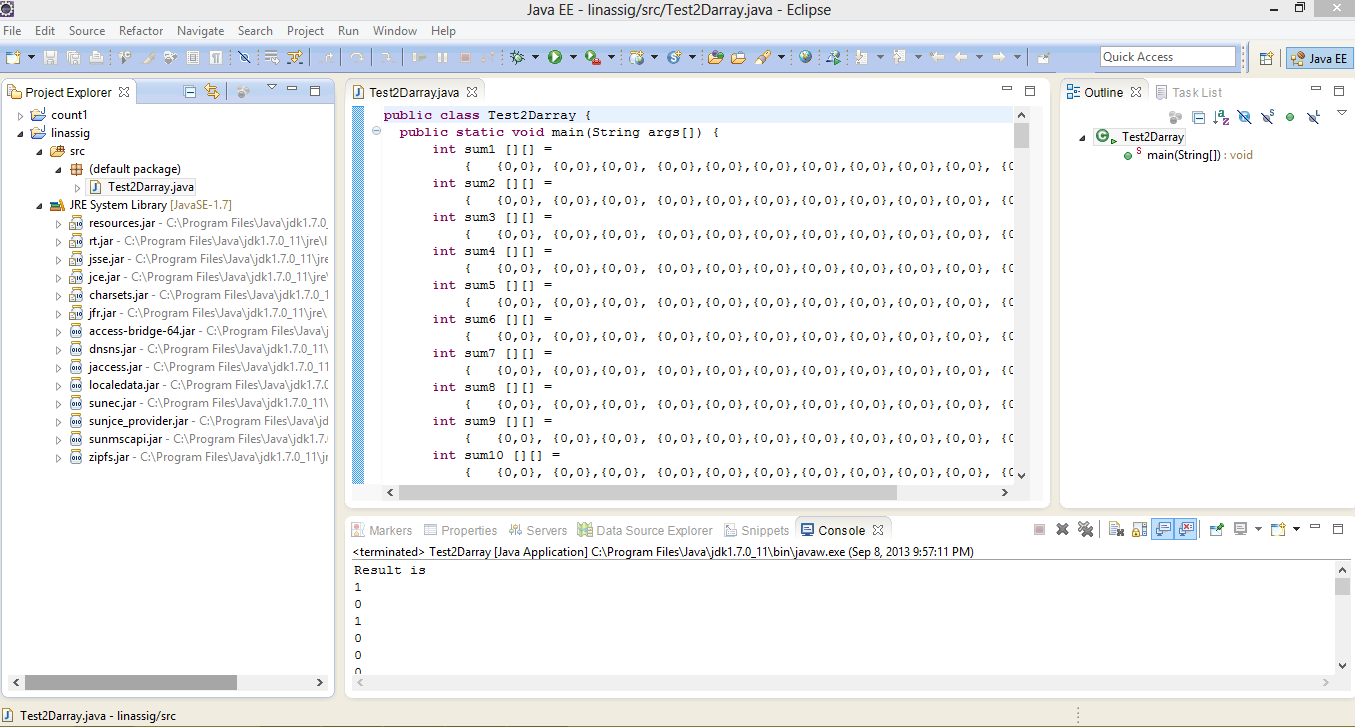 Java EE - linassig/src/Test2Darray.java - Eclipse
File Edit Source Refactor Navigate Search Project Run Window Help
Quick Access
Java EE
Project Explorer
count1
linassig
src
(default package)
Test2Darray.java
JRE System Library [JavaSE-1.7]
resources.jar - C:\Program Files\Java\jdk1.7.0_
rt.jar - C:\Program Files\Java\jdk1.7.0_11\jre\l
jsse.jar - C:\Program Files\Java\jdk1.7.0_11\jre
jce.jar - C:\Program Files\Java\jdk1.7.0_11\jre\
charsets.jar - C:\Program Files\Java\jdk1.7.0_1
jfr.jar - C:\Program Files\Java\jdk1.7.0_11\jre\
access-bridge-64.jar - C:\Program Files\Java\j
dnsns.jar - C:\Program Files\Java\jdk1.7.0_11\
jaccess.jar - C:\Program Files\Java\jdk1.7.0_11
localedata.jar - C:\Program Files\Java\jdk1.7.0
sunec.jar - C:\Program Files\Java\jdk1.7.0_11\
sunjce_provider.jar - C:\Program Files\Java\jd
sunmscapi.jar - C:\Program Files\Java\jdk1.7.
zipfs.jar - C:\Program Files\Java\jdk1.7.0_11\jr
Test2Darray.java
public class Test2Darray {
public static void main(String args[]) {
int sum1 [][] =
{ {0,0}, {0,0},{0,0}, {0,0},{0,0},{0,0},{0,0},{0,0},{0,0},{0,0}, {0
int sum2 [][] =
{ {0,0}, {0,0},{0,0}, {0,0},{0,0},{0,0},{0,0},{0,0},{0,0},{0,0}, {0
int sum3 [][] =
{ {0,0}, {0,0},{0,0}, {0,0},{0,0},{0,0},{0,0},{0,0},{0,0},{0,0}, {0
int sum4 [][] =
{ {0,0}, {0,0},{0,0}, {0,0},{0,0},{0,0},{0,0},{0,0},{0,0},{0,0}, {0
int sum5 [][] =
{ {0,0}, {0,0},{0,0}, {0,0},{0,0},{0,0},{0,0},{0,0},{0,0},{0,0}, {0
int sum6 [][] =
{ {0,0}, {0,0},{0,0}, {0,0},{0,0},{0,0},{0,0},{0,0},{0,0},{0,0}, {0
int sum7 [][] =
{ {0,0}, {0,0},{0,0}, {0,0},{0,0},{0,0},{0,0},{0,0},{0,0},{0,0}, {0
int sum8 [][] =
{ {0,0}, {0,0},{0,0}, {0,0},{0,0},{0,0},{0,0},{0,0},{0,0},{0,0}, {0
int sum9 [][] =
{ {0,0}, {0,0},{0,0}, {0,0},{0,0},{0,0},{0,0},{0,0},{0,0},{0,0}, {0
int sum10 [][] =
{ {0,0}, {0,0},{0,0}, {0,0},{0,0},{0,0},{0,0},{0,0},{0,0},{0,0}, {0
Outline Task List
Test2Darray
main(String[]) : void
Markers Properties Servers Data Source Explorer Snippets Console
<terminated> Test2Darray [Java Application] C:\Program Files\Java\jdk1.7.0_11\bin\javaw.exe (Sep 8, 2013 9:57:11 PM)
Result is
1
0
1
0
0
0
Test2Darray.java - linassig/src